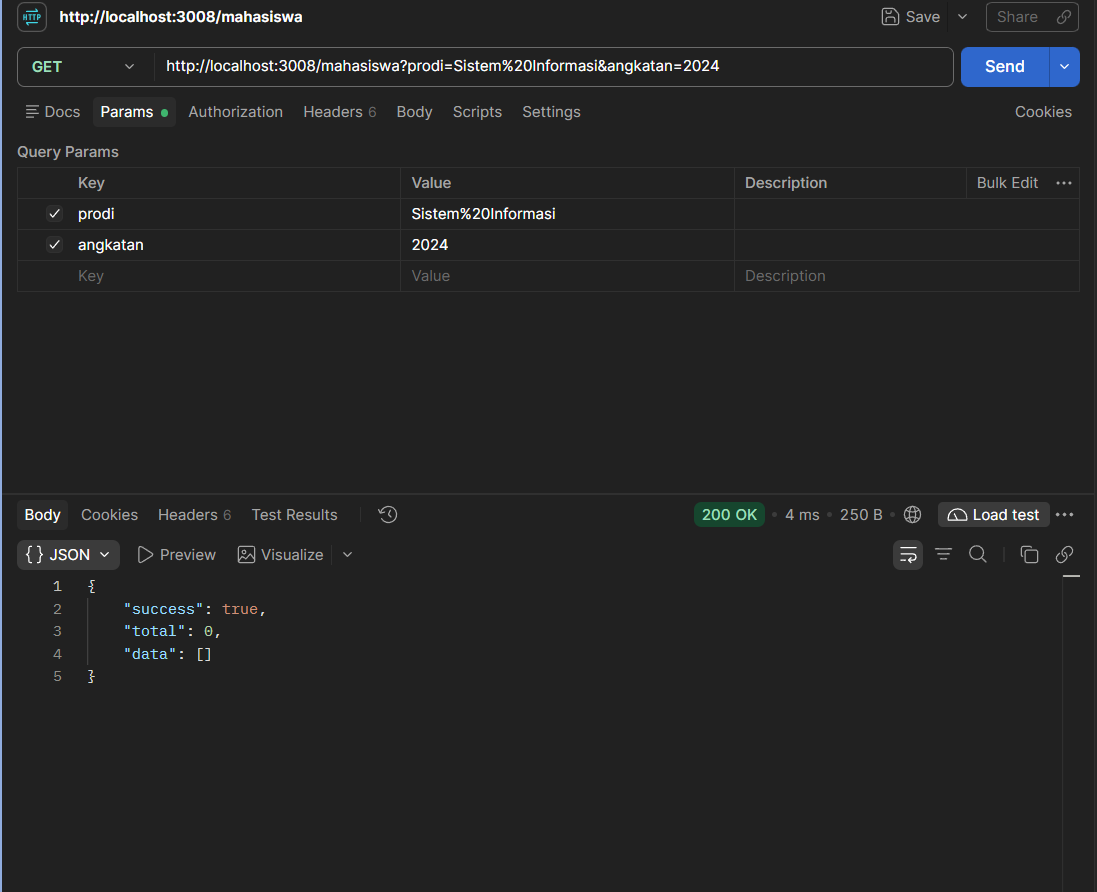 HTTP http://localhost:3008/mahasiswa Save Share
GET http://localhost:3008/mahasiswa?prodi=Sistem%20Informasi&angkatan=2024 Send
Docs Params Authorization Headers 6 Body Scripts Settings Cookies
Query Params
Key Value Description Bulk Edit
prodi Sistem%20Informasi
angkatan 2024
Key Value Description
Body Cookies Headers 6 Test Results 200 OK 4 ms 250 B Load test
{} JSON Preview Visualize
1 {
2 "success": true,
3 "total": 0,
4 "data": []
5 }